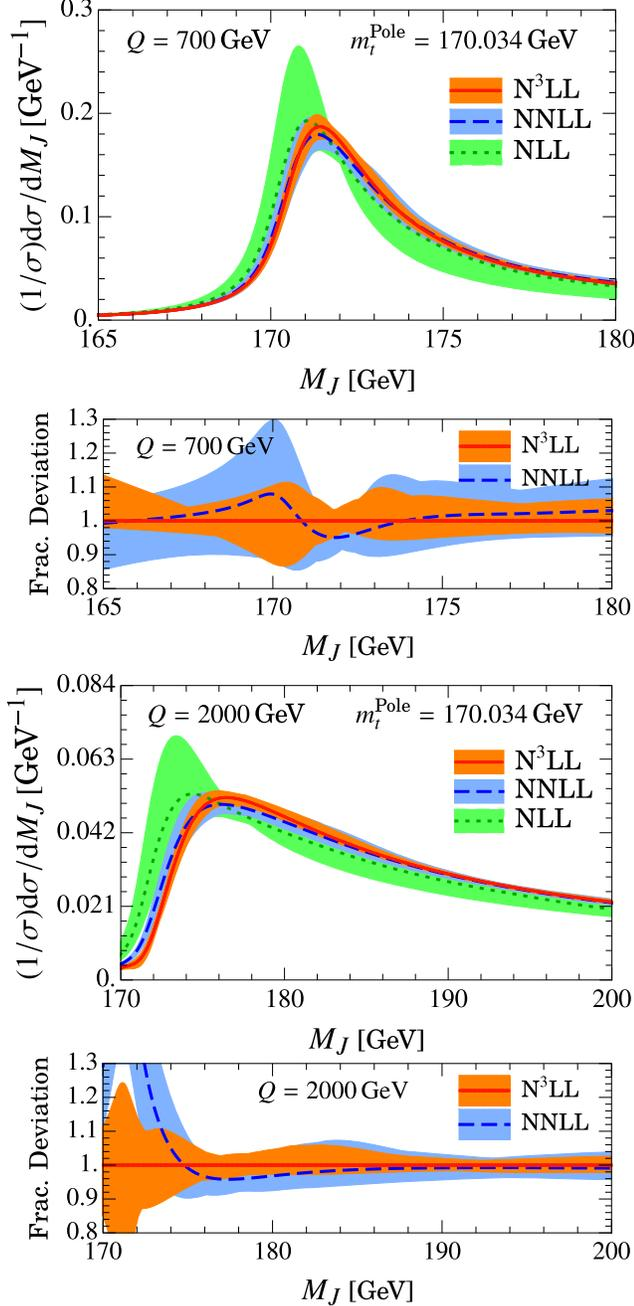 0.3
Q = 700 GeV
m_t^Pole = 170.034 GeV
N³LL
NNLL
NLL
0.2
0.1
0.
(1/σ)dσ/dM_J [GeV⁻¹]
165 170 175 180
M_J [GeV]
1.3
Q = 700 GeV
N³LL
NNLL
1.2
1.1
1.
0.9
0.8
Frac. Deviation
165 170 175 180
M_J [GeV]
0.084
Q = 2000 GeV
m_t^Pole = 170.034 GeV
N³LL
NNLL
NLL
0.063
0.042
0.021
0.
(1/σ)dσ/dM_J [GeV⁻¹]
170 180 190 200
M_J [GeV]
1.3
Q = 2000 GeV
N³LL
NNLL
1.2
1.1
1.
0.9
0.8
Frac. Deviation
170 180 190 200
M_J [GeV]